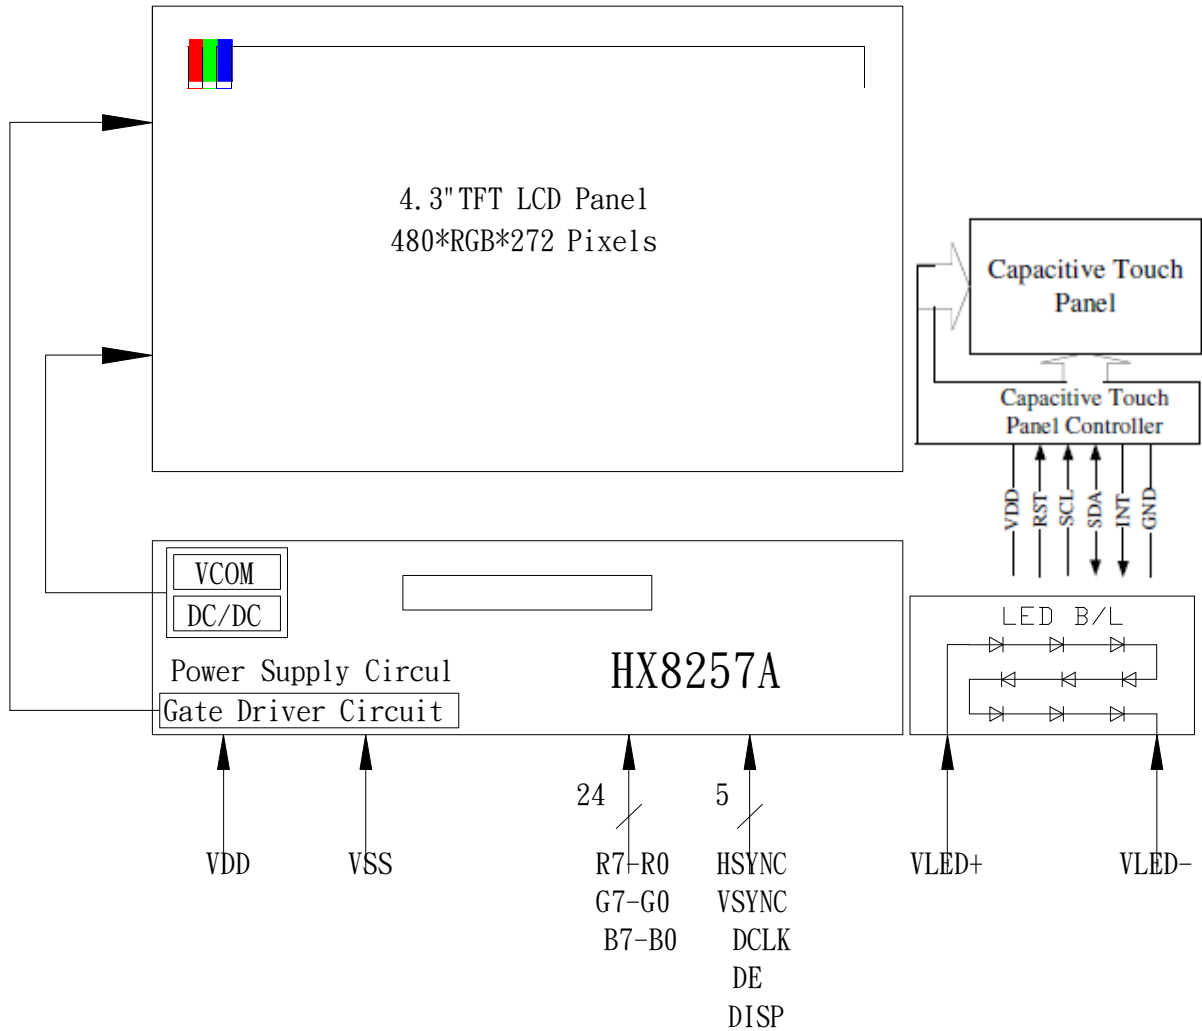 4.3"TFT LCD Panel
480*RGB*272 Pixels
Capacitive Touch
Panel
Capacitive Touch
Panel Controller
VDD
RST
SCL
SDA
INT
GND
VCOM
DC/DC
Power Supply Circul
Gate Driver Circuit
HX8257A
LED B/L
24
5
VDD
VSS
R7-R0
G7-G0
B7-B0
HSYNC
VSYNC
DCLK
DE
DISP
VLED+
VLED-